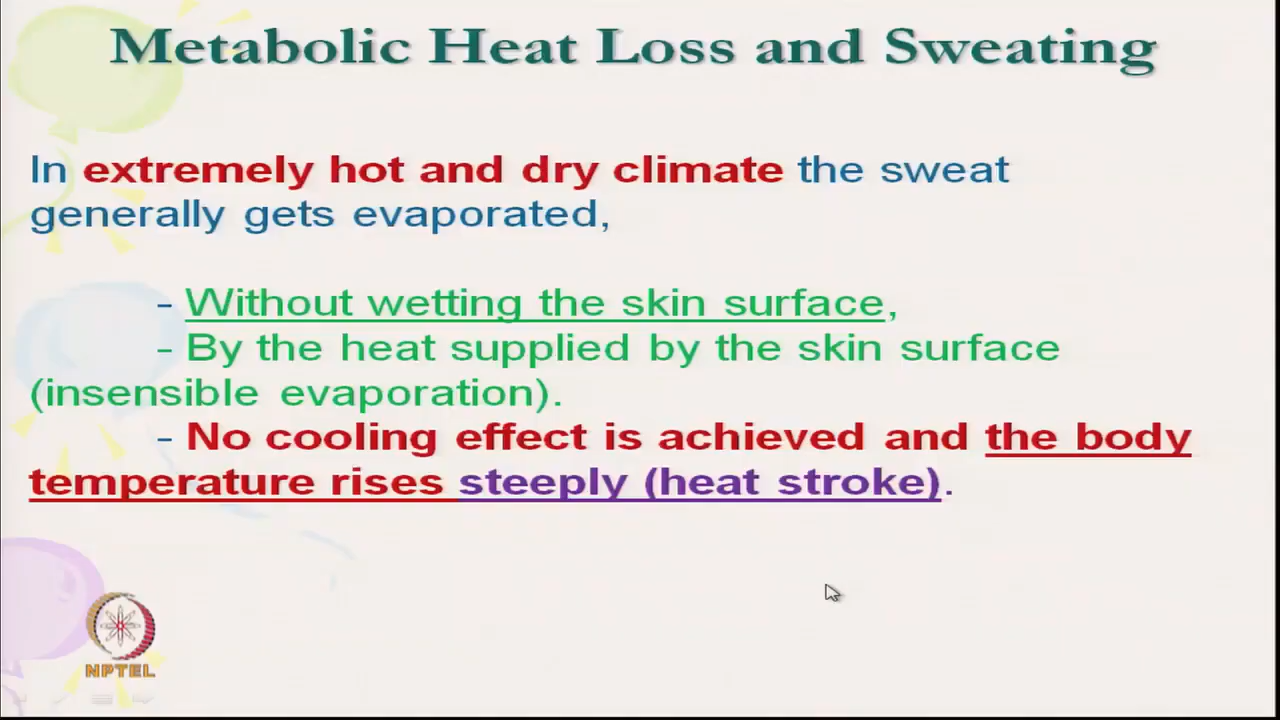 Metabolic Heat Loss and Sweating
In extremely hot and dry climate the sweat
generally gets evaporated,
- Without wetting the skin surface,
- By the heat supplied by the skin surface
(insensible evaporation).
- No cooling effect is achieved and the body
temperature rises steeply (heat stroke).
NPTEL